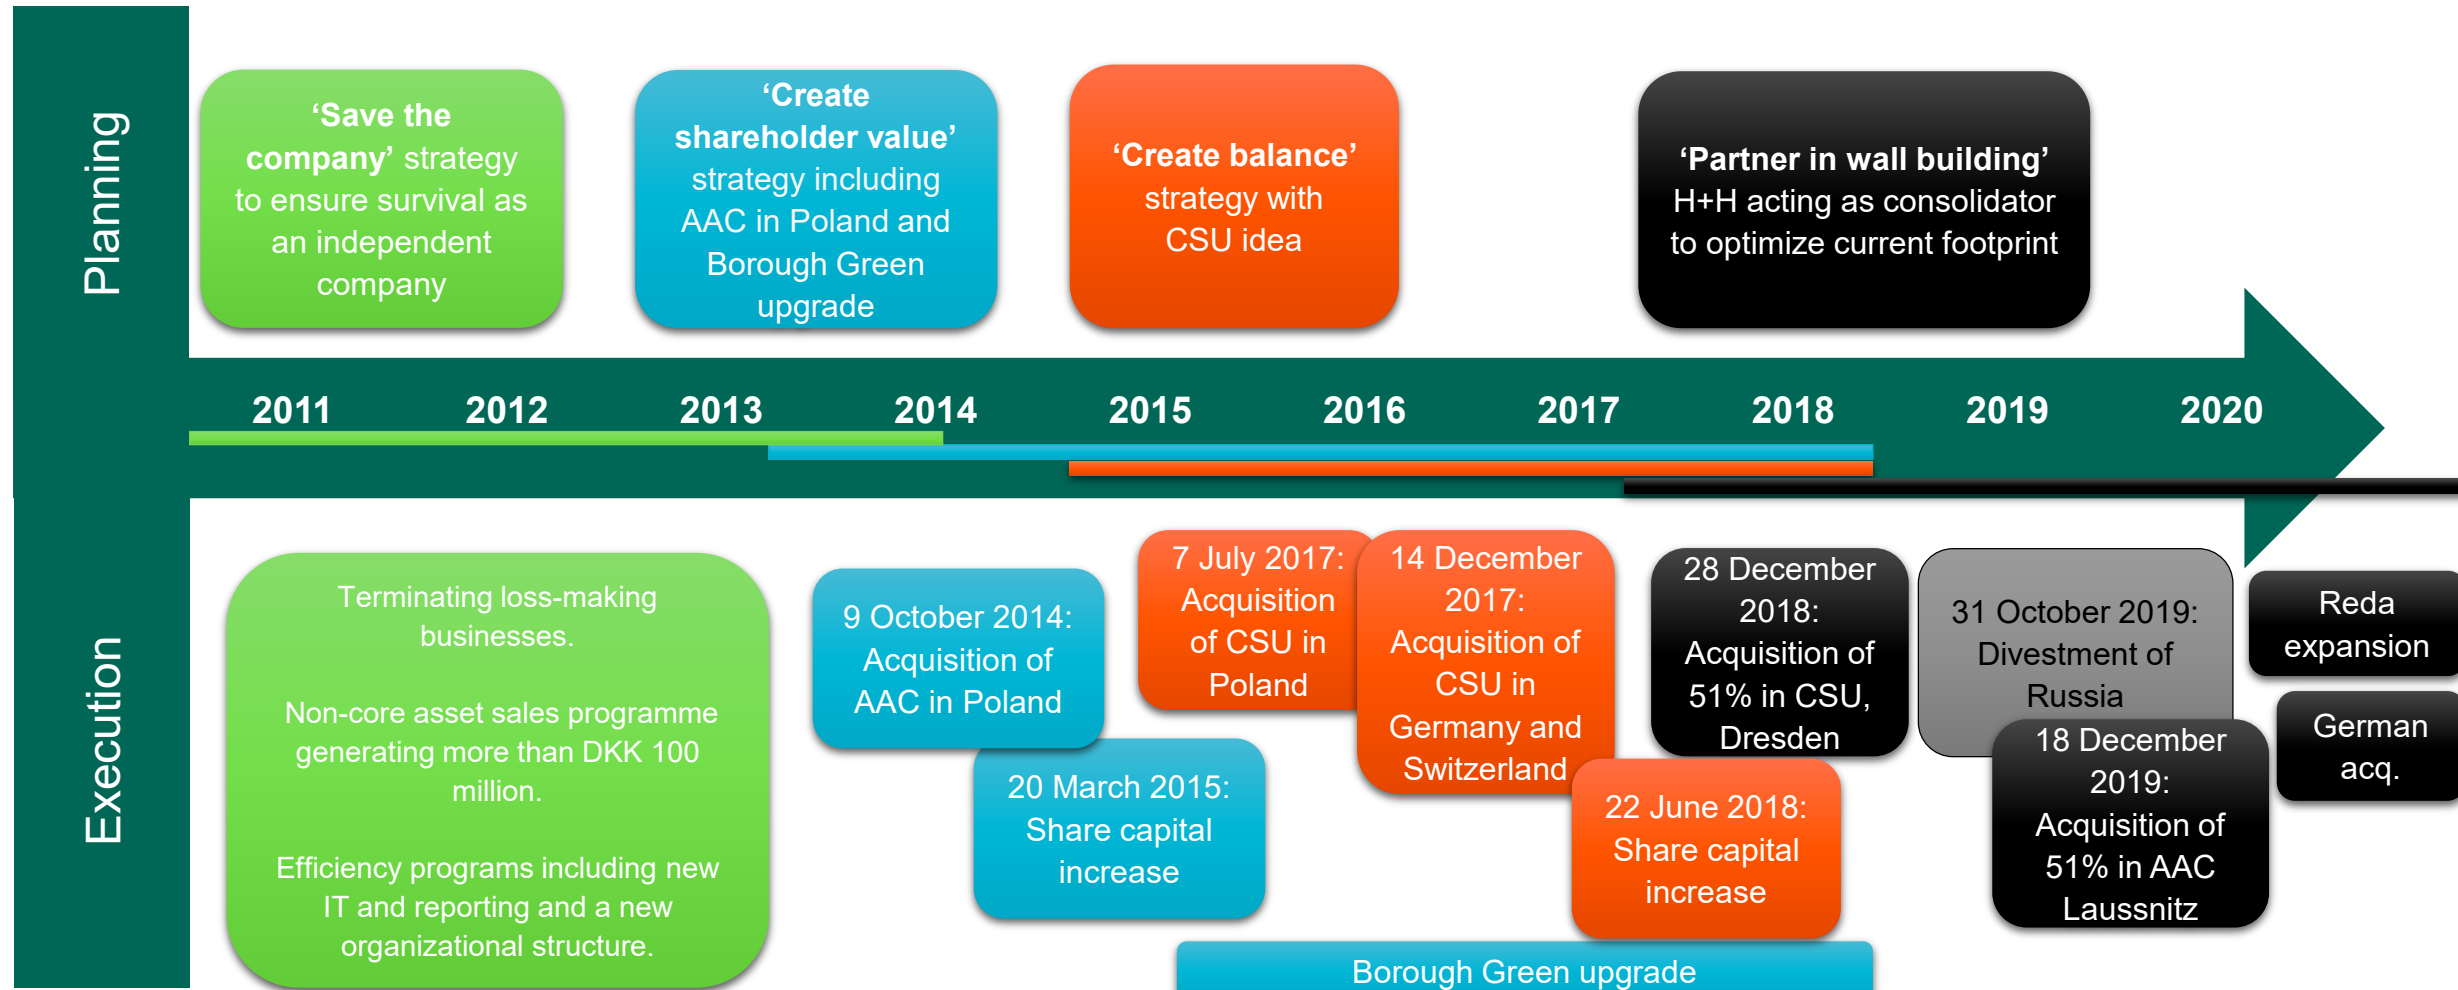 Planning
‘Save the
company’ strategy
to ensure survival as
an independent
company
‘Create
shareholder value’
strategy including
AAC in Poland and
Borough Green
upgrade
‘Create balance’
strategy with
CSU idea
‘Partner in wall building’
H+H acting as consolidator
to optimize current footprint
2011 2012 2013 2014 2015 2016 2017 2018 2019 2020
Execution
Terminating loss-making
businesses.
Non-core asset sales programme
generating more than DKK 100
million.
Efficiency programs including new
IT and reporting and a new
organizational structure.
9 October 2014:
Acquisition of
AAC in Poland
20 March 2015:
Share capital
increase
7 July 2017:
Acquisition
of CSU in
Poland
14 December
2017:
Acquisition of
CSU in
Germany and
Switzerland
22 June 2018:
Share capital
increase
28 December
2018:
Acquisition of
51% in CSU,
Dresden
31 October 2019:
Divestment of
Russia
18 December
2019:
Acquisition of
51% in AAC
Laussnitz
Reda
expansion
German
acq.
Borough Green upgrade